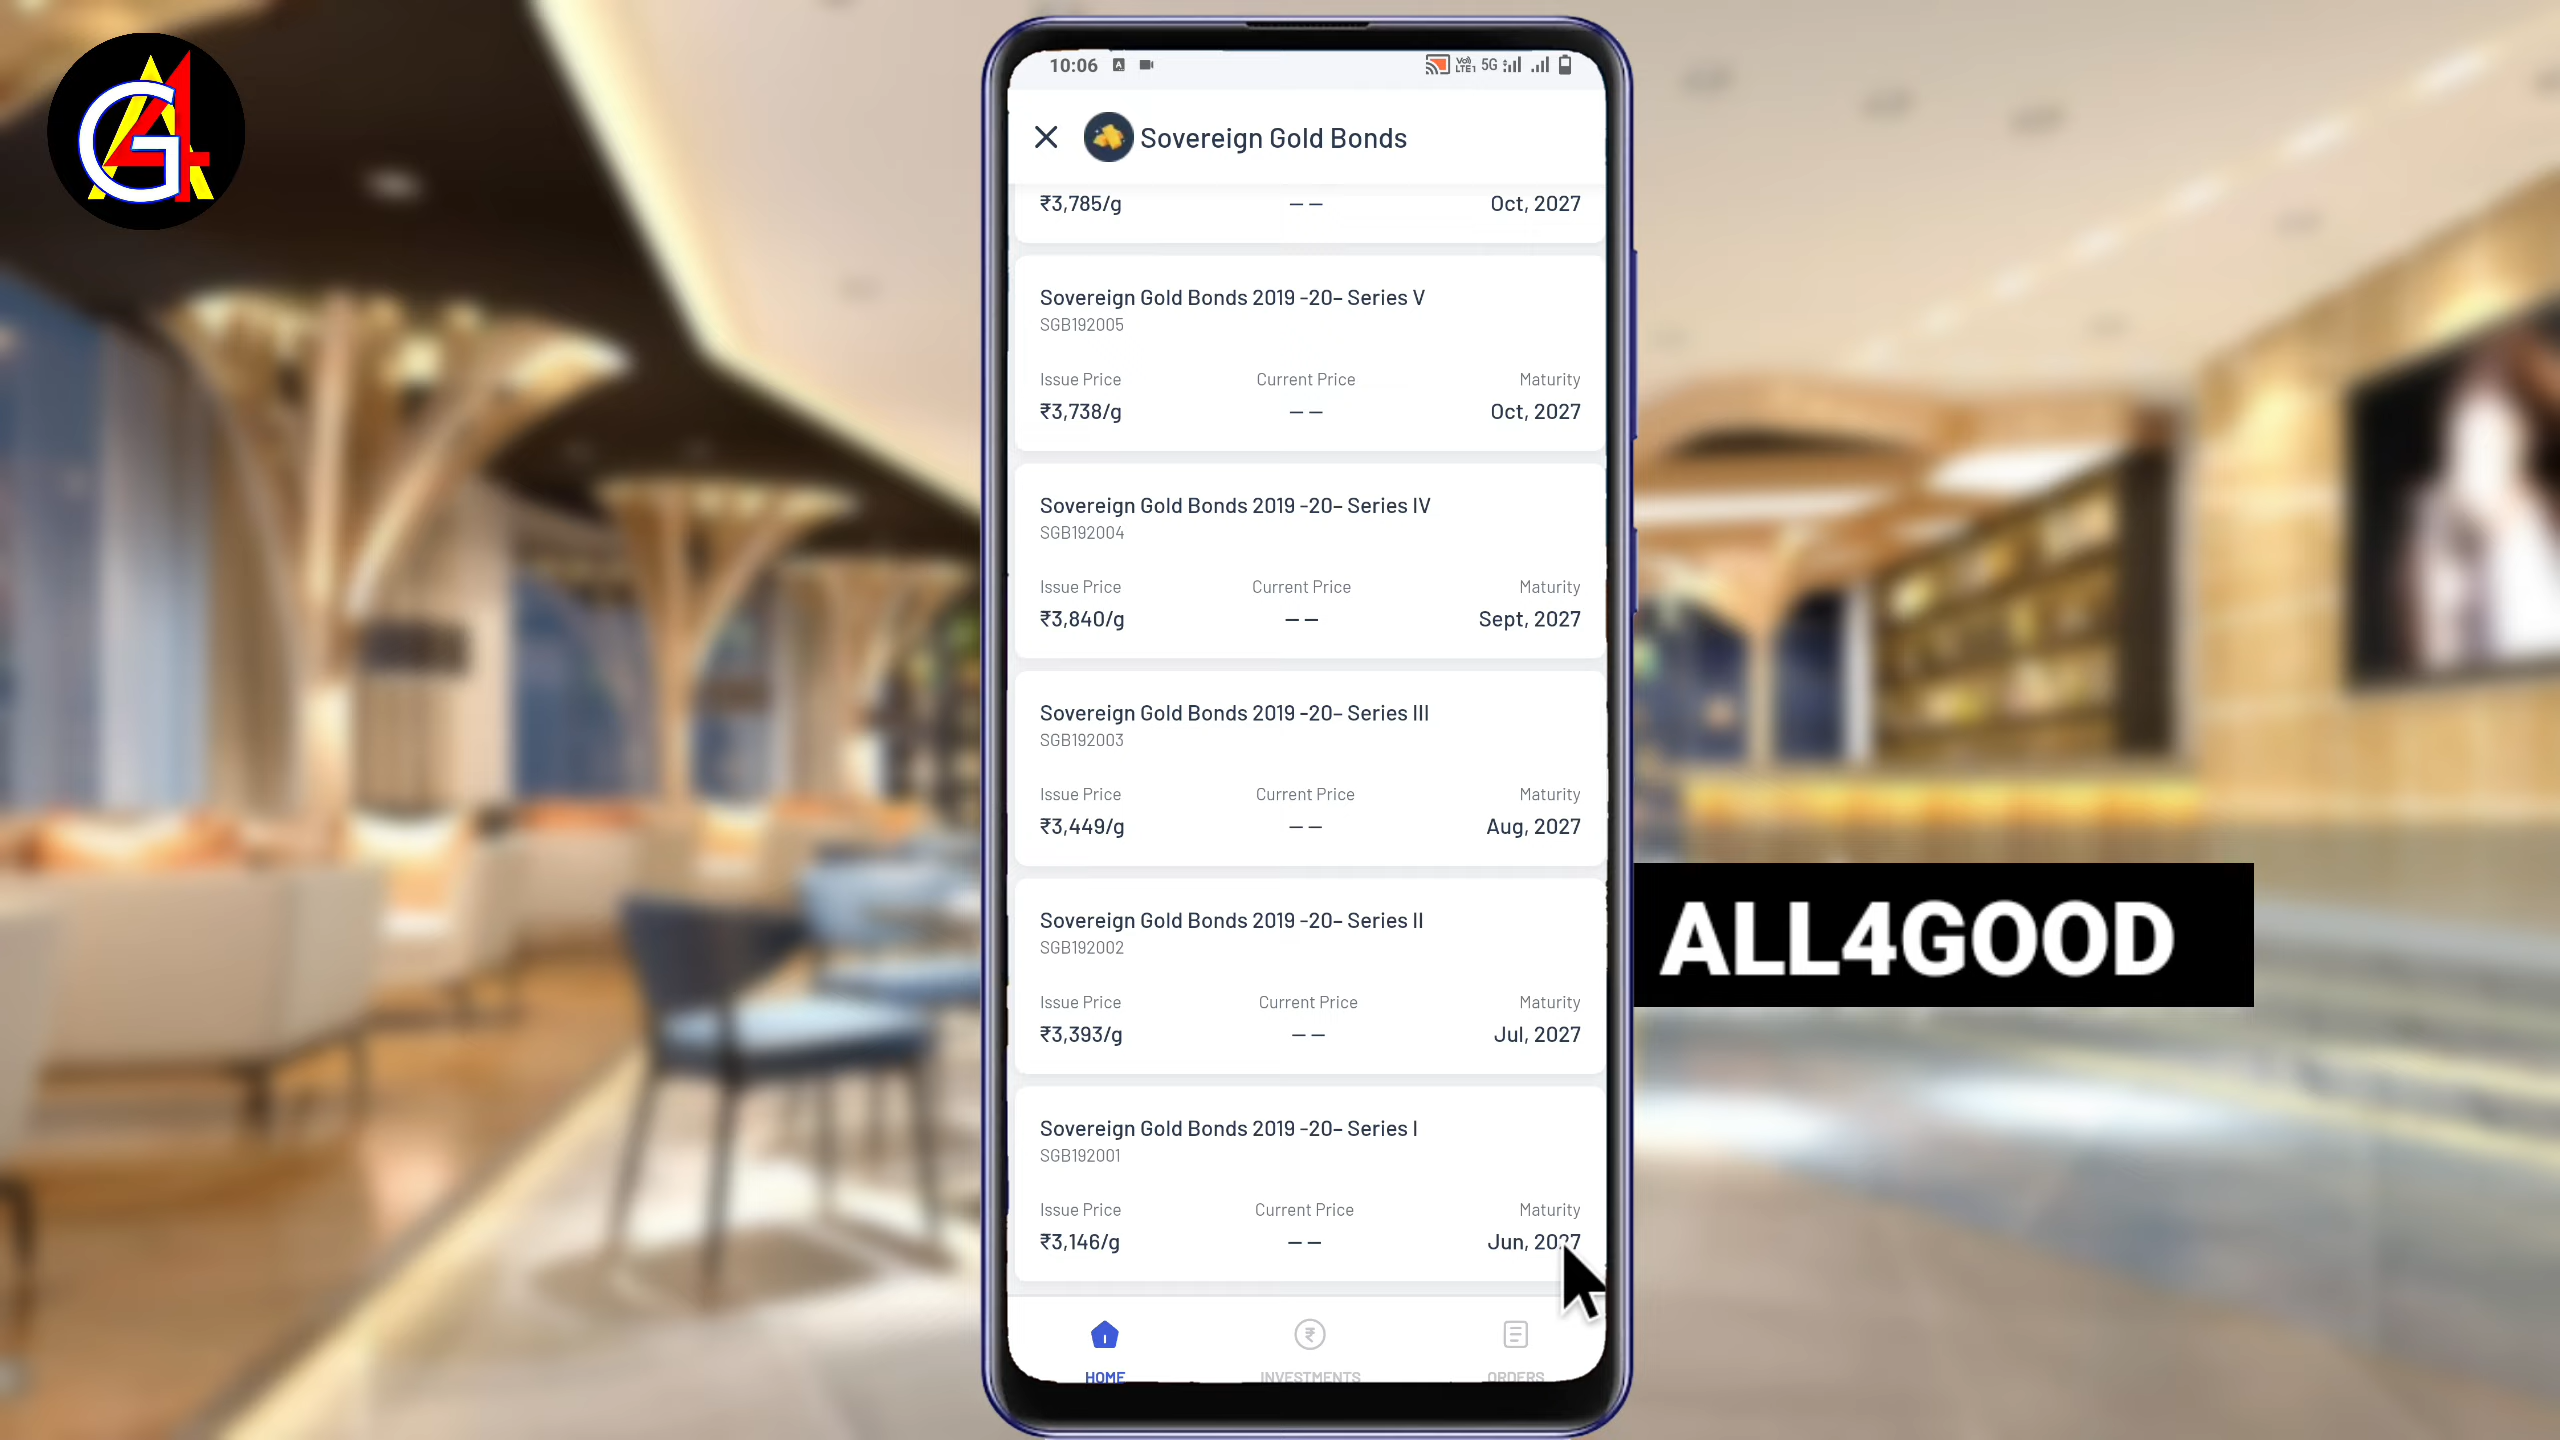 G4A
10:06
Vo) LTE1 5G
Sovereign Gold Bonds
₹3,785/g -- Oct, 2027
Sovereign Gold Bonds 2019 -20- Series V
SGB192005
Issue Price Current Price Maturity
₹3,738/g -- Oct, 2027
Sovereign Gold Bonds 2019 -20- Series IV
SGB192004
Issue Price Current Price Maturity
₹3,840/g -- Sept, 2027
Sovereign Gold Bonds 2019 -20- Series III
SGB192003
Issue Price Current Price Maturity
₹3,449/g -- Aug, 2027
Sovereign Gold Bonds 2019 -20- Series II
SGB192002
Issue Price Current Price Maturity
₹3,393/g -- Jul, 2027
Sovereign Gold Bonds 2019 -20- Series I
SGB192001
Issue Price Current Price Maturity
₹3,146/g -- Jun, 2027
HOME INVESTMENTS ORDERS
ALL4GOOD